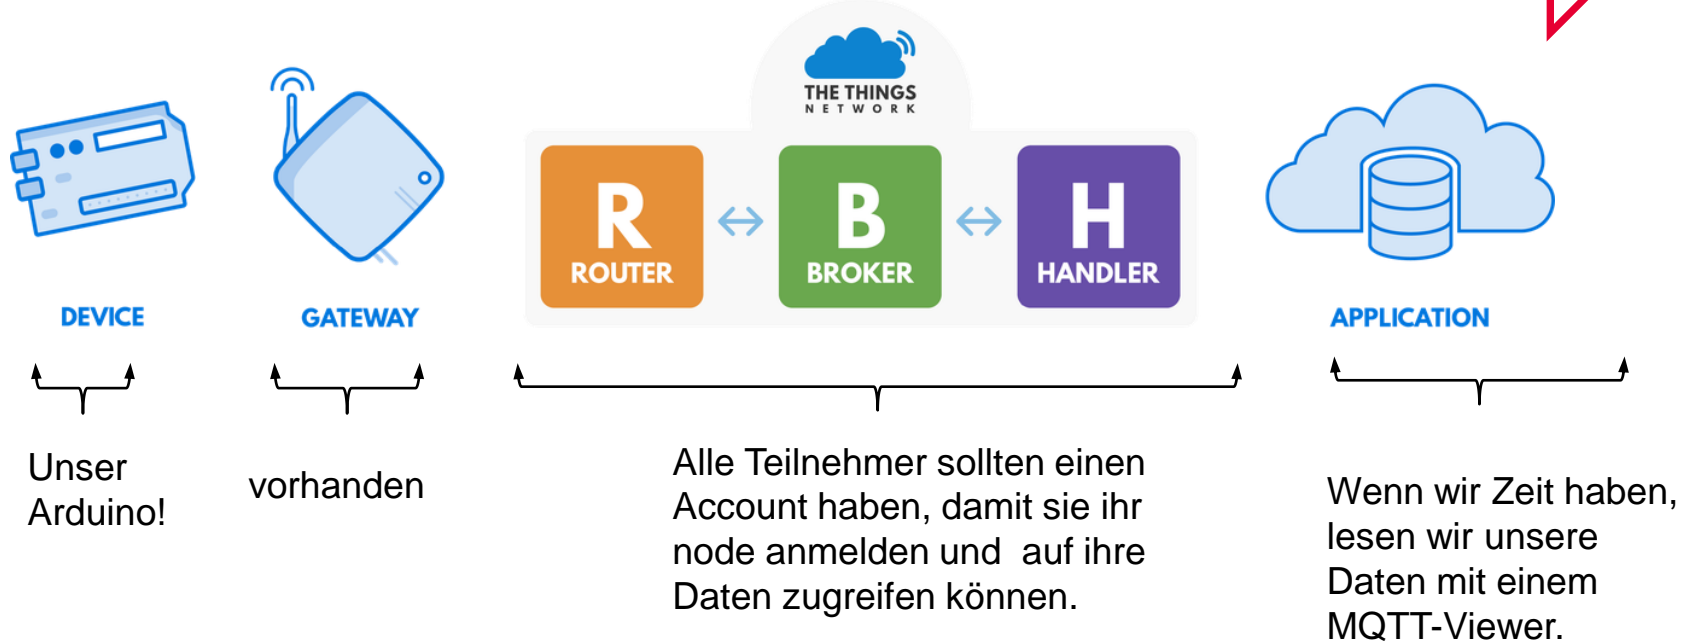 THE THINGS
NETWORK
R
ROUTER
B
BROKER
H
HANDLER
DEVICE
GATEWAY
APPLICATION
Unser
Arduino!
vorhanden
Alle Teilnehmer sollten einen
Account haben, damit sie ihr
node anmelden und  auf ihre
Daten zugreifen können.
Wenn wir Zeit haben,
lesen wir unsere
Daten mit einem
MQTT-Viewer.